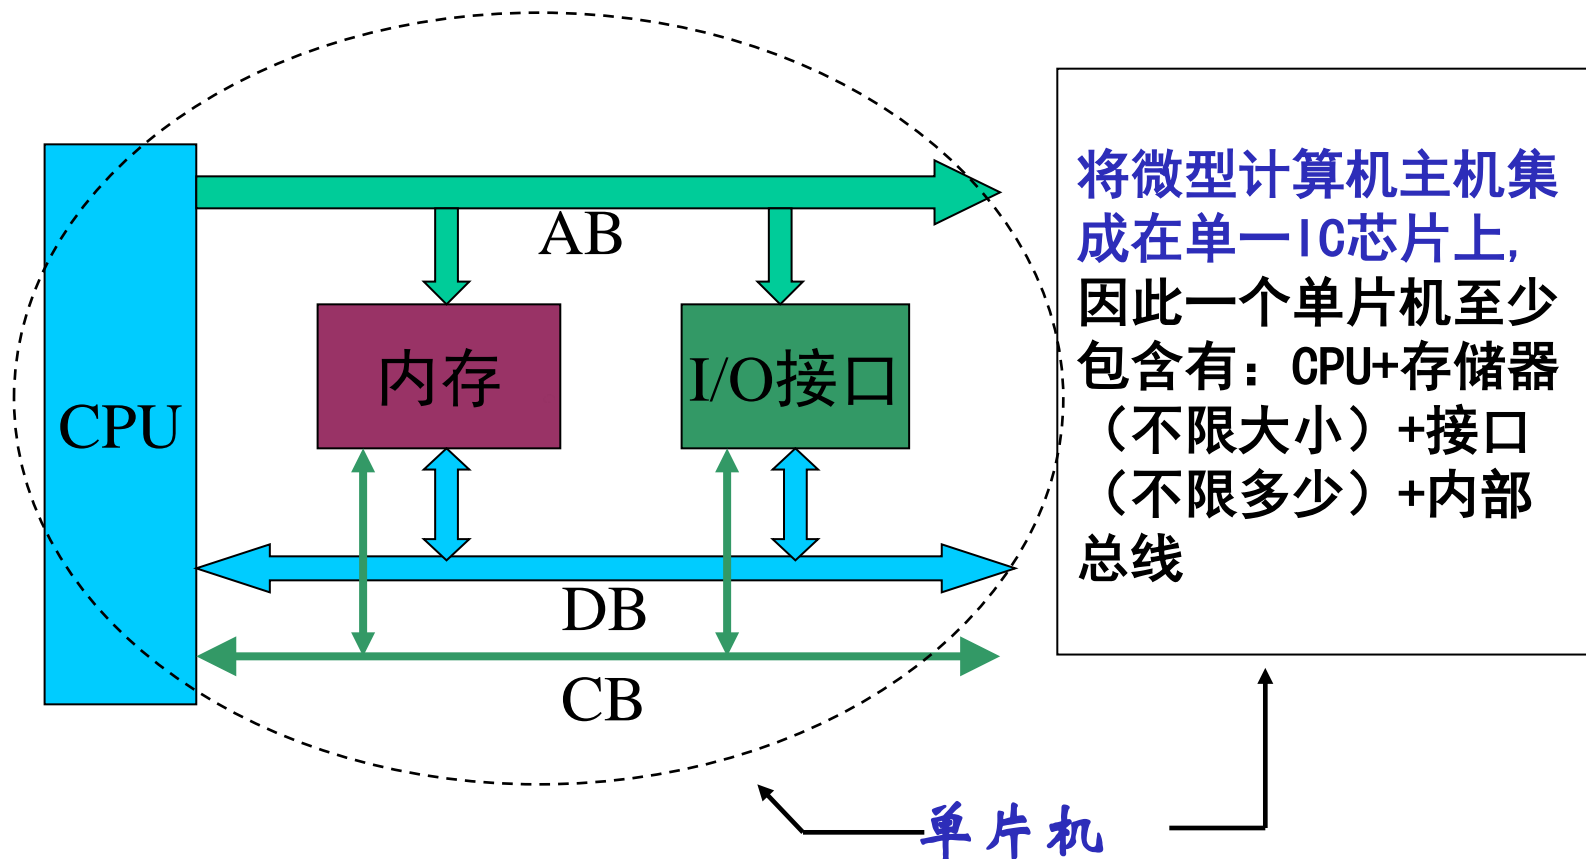 CPU
AB
内存
I/O接口
DB
CB
将微型计算机主机集
成在单一IC芯片上,
因此一个单片机至少
包含有：CPU+存储器
（不限大小）+接口
（不限多少）+内部
总线
单片机